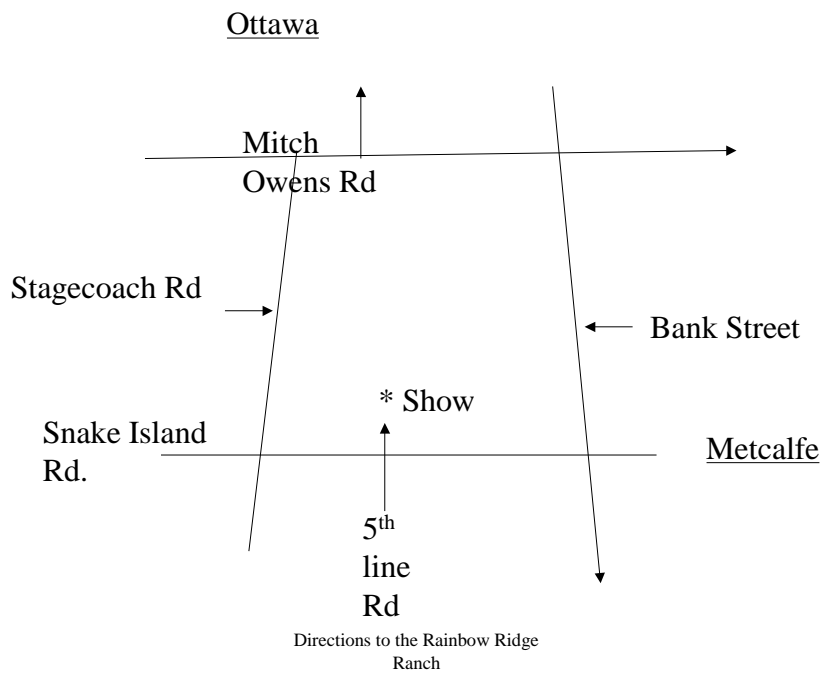 Ottawa
Mitch
Owens Rd
Stagecoach Rd
Bank Street
* Show
Snake Island
Rd.
Metcalfe
5th
line
Rd
Directions to the Rainbow Ridge
Ranch